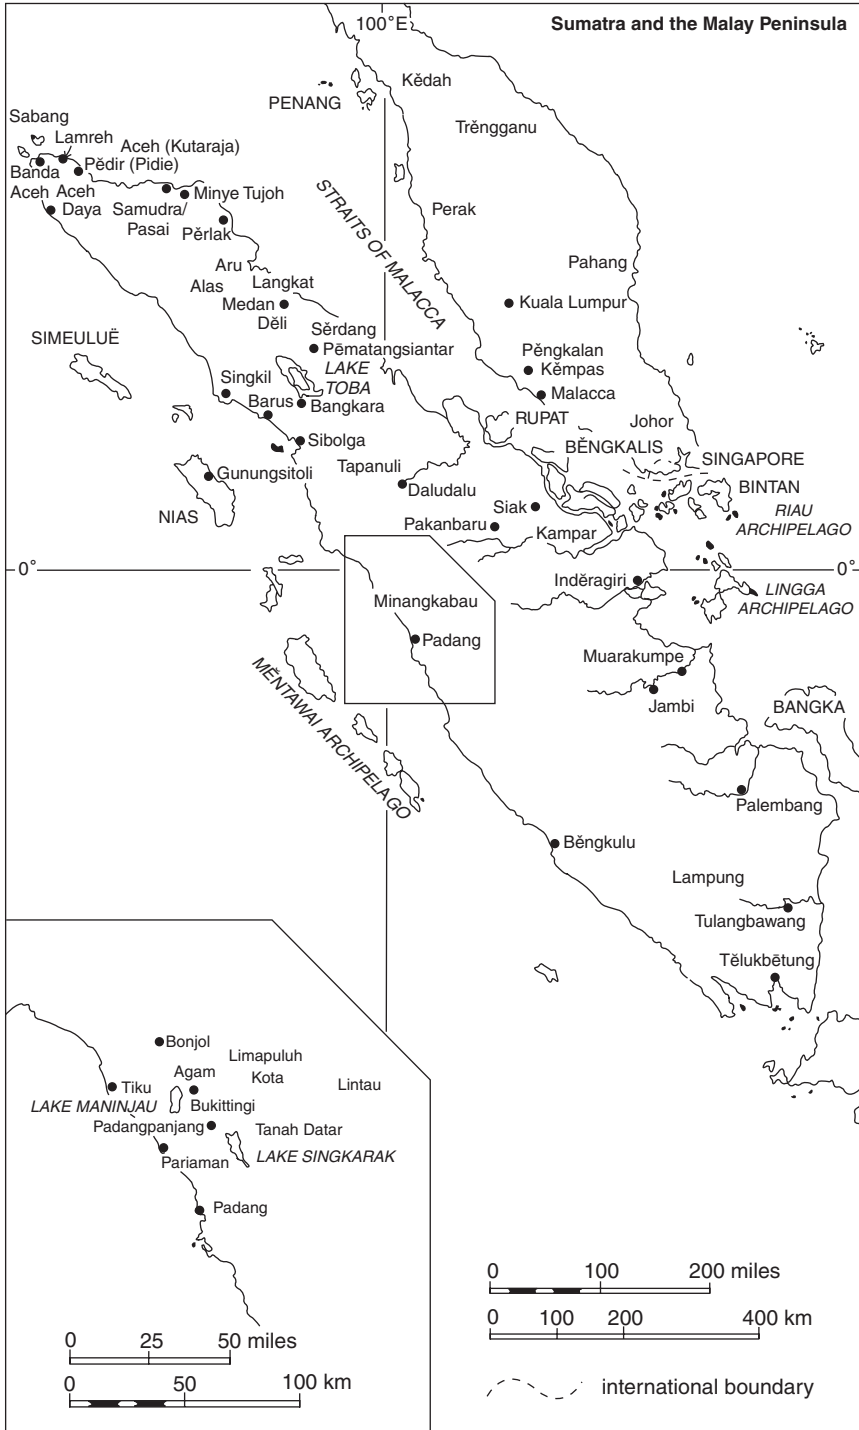 100°E
Sumatra and the Malay Peninsula
Kĕdah
PENANG
Sabang
Lamreh
Trĕngganu
Aceh (Kutaraja)
Banda
Pĕdir (Pidie)
Aceh
Aceh
Minye Tujoh
Daya
Samudra/
Pasai
Pĕrlak
STRAITS OF MALACCA
Perak
Aru
Alas
Langkat
Pahang
Medan
Dĕli
Kuala Lumpur
SIMEULUË
Sĕrdang
Pēmatangsiantar
LAKE
TOBA
Pĕngkalan
Kĕmpas
Singkil
Malacca
Barus
Bangkara
RUPAT
Johor
Sibolga
BĔNGKALIS
SINGAPORE
Tapanuli
Gunungsitoli
Daludalu
BINTAN
NIAS
Siak
RIAU
ARCHIPELAGO
Pakanbaru
Kampar
0°
0°
Indĕragiri
LINGGA
ARCHIPELAGO
Minangkabau
Padang
Muarakumpe
MĔNTAWAI ARCHIPELAGO
Jambi
BANGKA
Palembang
Bĕngkulu
Lampung
Tulangbawang
Tĕlukbĕtung
Bonjol
Limapuluh
Kota
Agam
Tiku
Lintau
LAKE MANINJAU
Bukittingi
Padangpanjang
Tanah Datar
Pariaman
LAKE SINGKARAK
Padang
0 100 200 miles
0 100 200 400 km
0 25 50 miles
0 50 100 km
international boundary